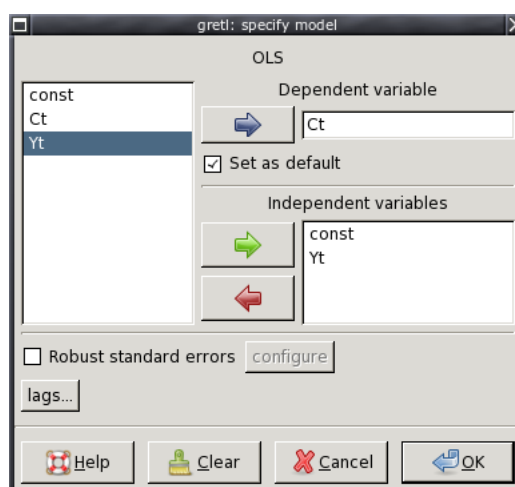 gretl: specify model
OLS
const
Ct
Yt
Dependent variable
Ct
Set as default
Independent variables
const
Yt
Robust standard errors configure
lags...
Help Clear Cancel OK